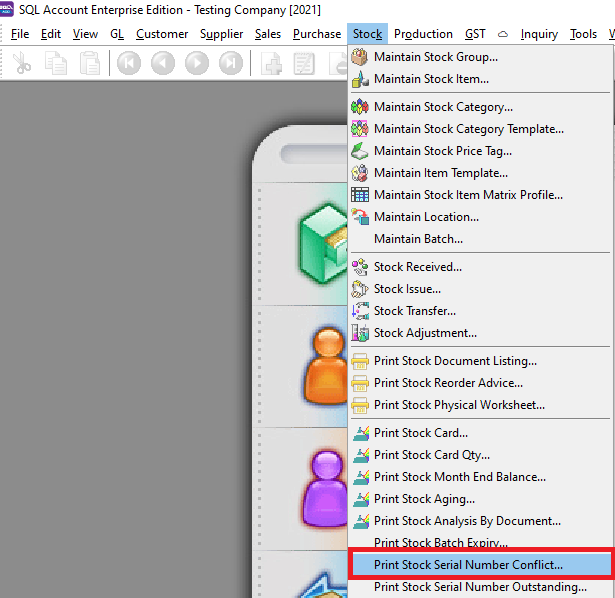 SQL Account Enterprise Edition - Testing Company [2021]
File Edit View GL Customer Supplier Sales Purchase Stock Production GST Inquiry Tools
Maintain Stock Group...
Maintain Stock Item...
Maintain Stock Category...
Maintain Stock Category Template...
Maintain Stock Price Tag...
Maintain Item Template...
Maintain Stock Item Matrix Profile...
Maintain Location...
Maintain Batch...
Stock Received...
Stock Issue...
Stock Transfer...
Stock Adjustment...
Print Stock Document Listing...
Print Stock Reorder Advice...
Print Stock Physical Worksheet...
Print Stock Card...
Print Stock Card Qty...
Print Stock Month End Balance...
Print Stock Aging...
Print Stock Analysis By Document...
Print Stock Batch Expiry...
Print Stock Serial Number Conflict...
Print Stock Serial Number Outstanding...